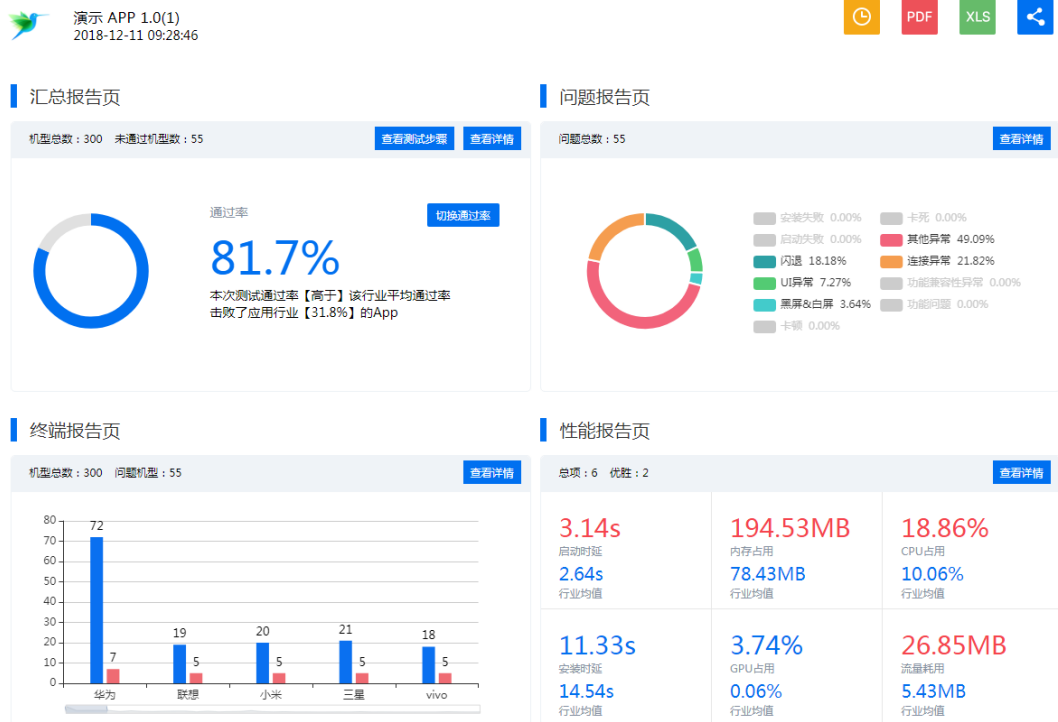 演示 APP 1.0(1)
2018-12-11 09:28:46
PDF
XLS
汇总报告页
机型总数：300 未通过机型数：55
查看测试步骤
查看详情
通过率
切换通过率
81.7%
本次测试通过率【高于】该行业平均通过率
击败了应用行业【31.8%】的App
问题报告页
问题总数：55
查看详情
安装失败 0.00%
卡死 0.00%
启动失败 0.00%
其他异常 49.09%
闪退 18.18%
连接异常 21.82%
UI异常 7.27%
功能兼容性异常 0.00%
黑屏&白屏 3.64%
功能问题 0.00%
卡顿 0.00%
终端报告页
机型总数：300 问题机型：55
查看详情
80
70
60
50
40
30
20
10
0
72
7
19
5
20
5
21
5
18
5
华为
联想
小米
三星
vivo
性能报告页
总项：6 优胜：2
查看详情
3.14s
启动时延
2.64s
行业均值
194.53MB
内存占用
78.43MB
行业均值
18.86%
CPU占用
10.06%
行业均值
11.33s
安装时延
14.54s
行业均值
3.74%
GPU占用
0.06%
行业均值
26.85MB
流量耗用
5.43MB
行业均值